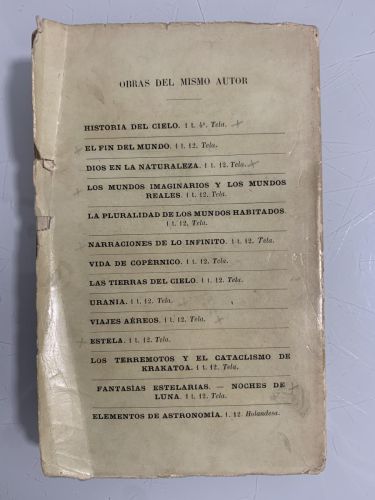 OBRAS DEL MISMO AUTOR
HISTORIA DEL CIELO. 1 t. 4º. Tela.
EL FIN DEL MUNDO. 1 t. 12. Tela.
DIOS EN LA NATURALEZA. 1 t. 12. Tela.
LOS MUNDOS IMAGINARIOS Y LOS MUNDOS
REALES. 1 t. 12. Tela.
LA PLURALIDAD DE LOS MUNDOS HABITADOS.
1 t. 12. Tela.
NARRACIONES DE LO INFINITO. 1 t. 12. Tela.
VIDA DE COPÉRNICO. 1 t. 12. Tela.
LAS TIERRAS DEL CIELO. 1 t. 12. Tela.
URANIA. 1 t. 12. Tela.
VIAJES AÉREOS. 1 t. 12. Tela.
ESTELA. 1 t. 12. Tela.
LOS TERREMOTOS Y EL CATACLISMO DE
KRAKATOA. 1 t. 12. Tela.
FANTASÍAS ESTELARIAS. — NOCHES DE
LUNA. 1 t. 12. Tela.
ELEMENTOS DE ASTRONOMÍA. t. 12. Holandesa.